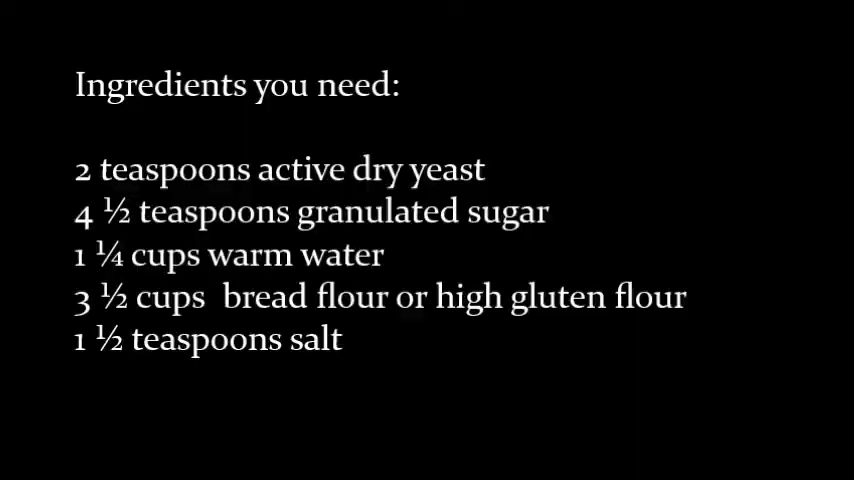 Ingredients you need:
2 teaspoons active dry yeast
4 ½ teaspoons granulated sugar
1 ¼ cups warm water
3 ½ cups  bread flour or high gluten flour
1 ½ teaspoons salt